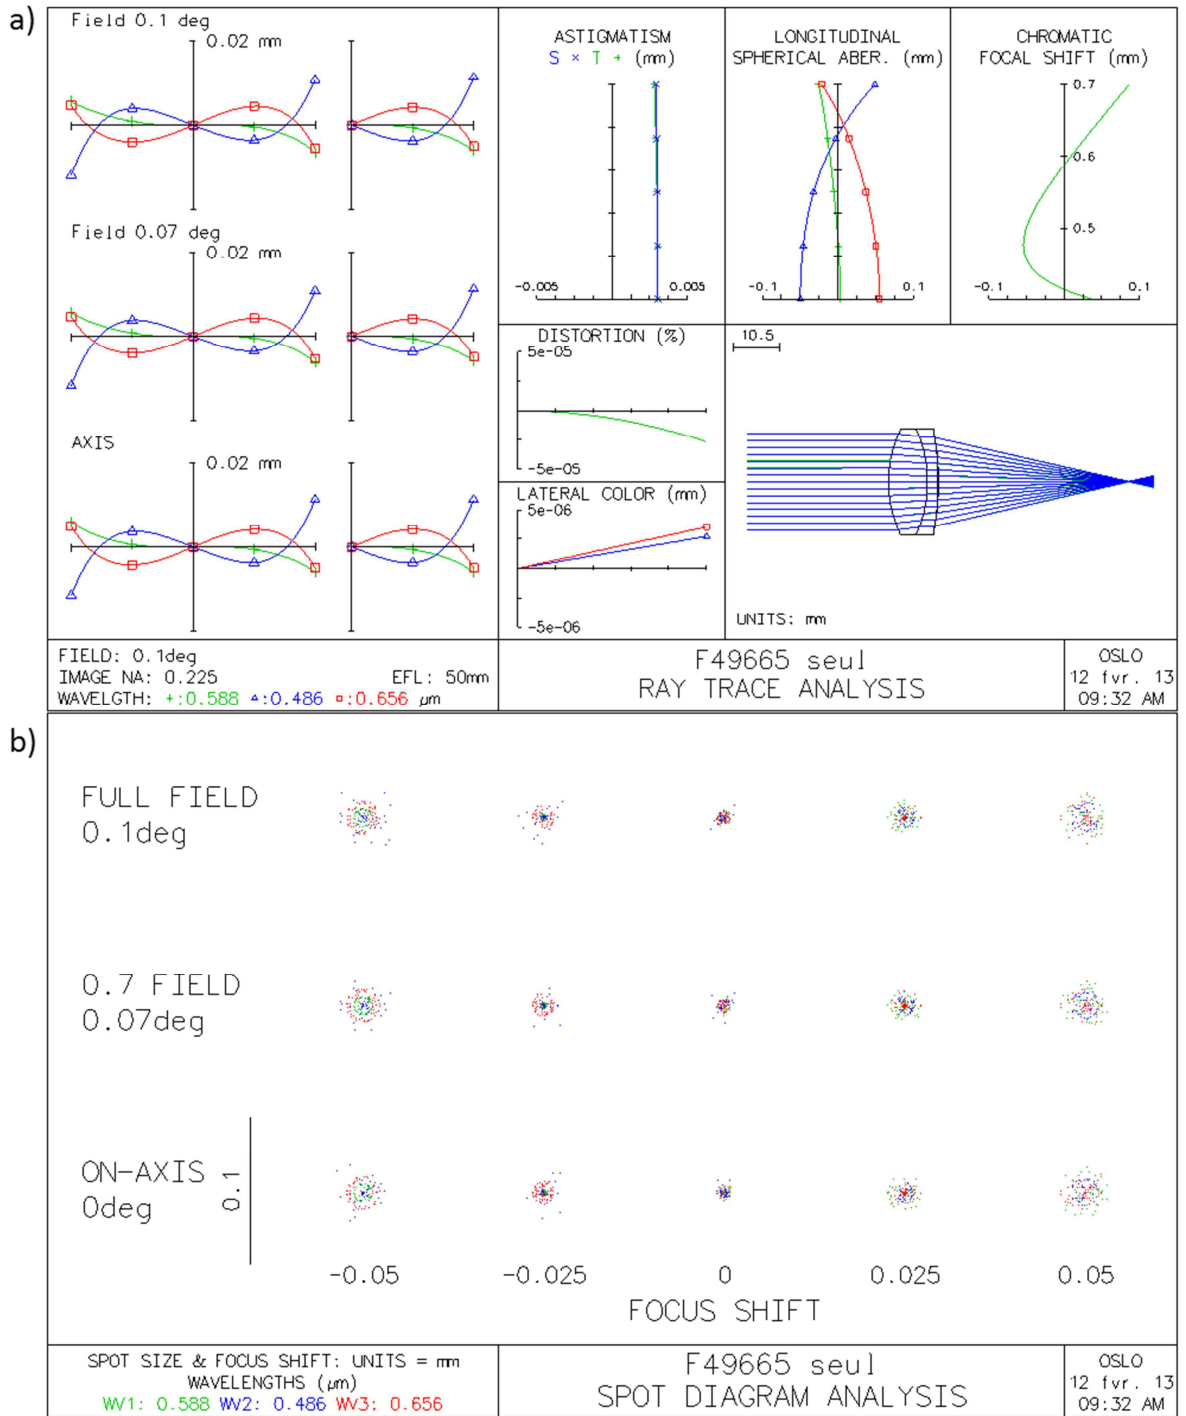 a)
Field 0.1 deg
0.02 mm
Field 0.07 deg
0.02 mm
AXIS
0.02 mm
ASTIGMATISM
S × T + (mm)
-0.005 0.005
LONGITUDINAL
SPHERICAL ABER. (mm)
-0.1 0.1
CHROMATIC
FOCAL SHIFT (mm)
0.7
0.6
0.5
-0.1 0.1
DISTORTION (%)
5e-05
-5e-05
LATERAL COLOR (mm)
5e-06
-5e-06
10.5
UNITS: mm
FIELD: 0.1deg
IMAGE NA: 0.225 EFL: 50mm
WAVELGTH: +:0.588 ▵:0.486 ▫:0.656 µm
F49665 seul
RAY TRACE ANALYSIS
OSLO
12 fvr. 13
09:32 AM
b)
FULL FIELD
0.1deg
0.7 FIELD
0.07deg
ON-AXIS
0deg
0.1
-0.05 -0.025 0 0.025 0.05
FOCUS SHIFT
SPOT SIZE & FOCUS SHIFT: UNITS = mm
WAVELENGTHS (µm)
WV1: 0.588 WV2: 0.486 WV3: 0.656
F49665 seul
SPOT DIAGRAM ANALYSIS
OSLO
12 fvr. 13
09:32 AM